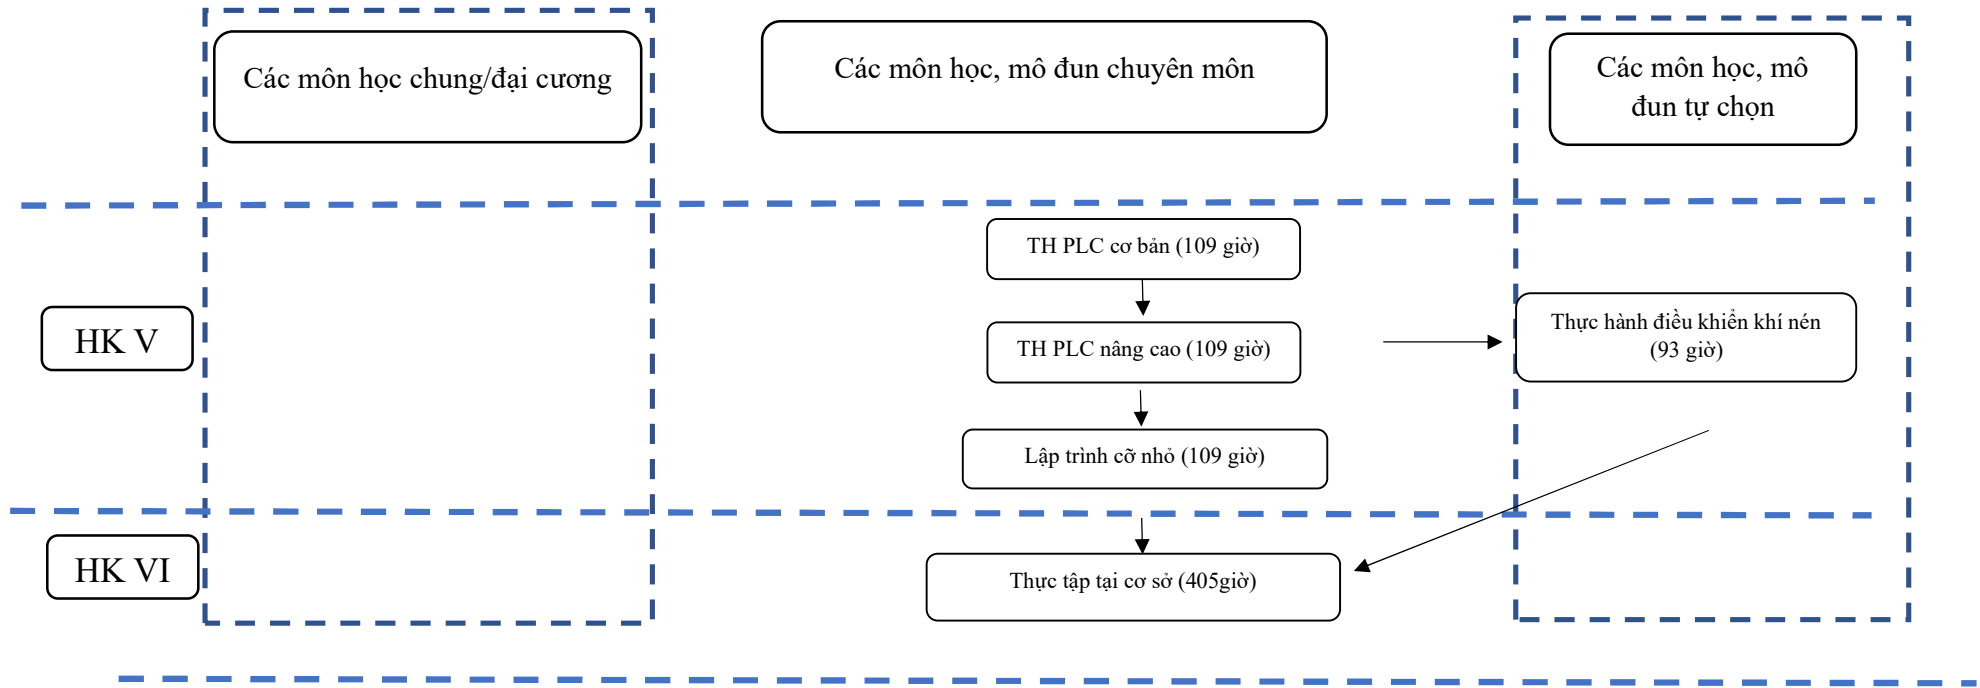 Các môn học chung/đại cương
Các môn học, mô đun chuyên môn
Các môn học, mô
đun tự chọn
HK V
TH PLC cơ bản (109 giờ)
TH PLC nâng cao (109 giờ)
Lập trình cỡ nhỏ (109 giờ)
Thực hành điều khiển khí nén
(93 giờ)
HK VI
Thực tập tại cơ sở (405giờ)